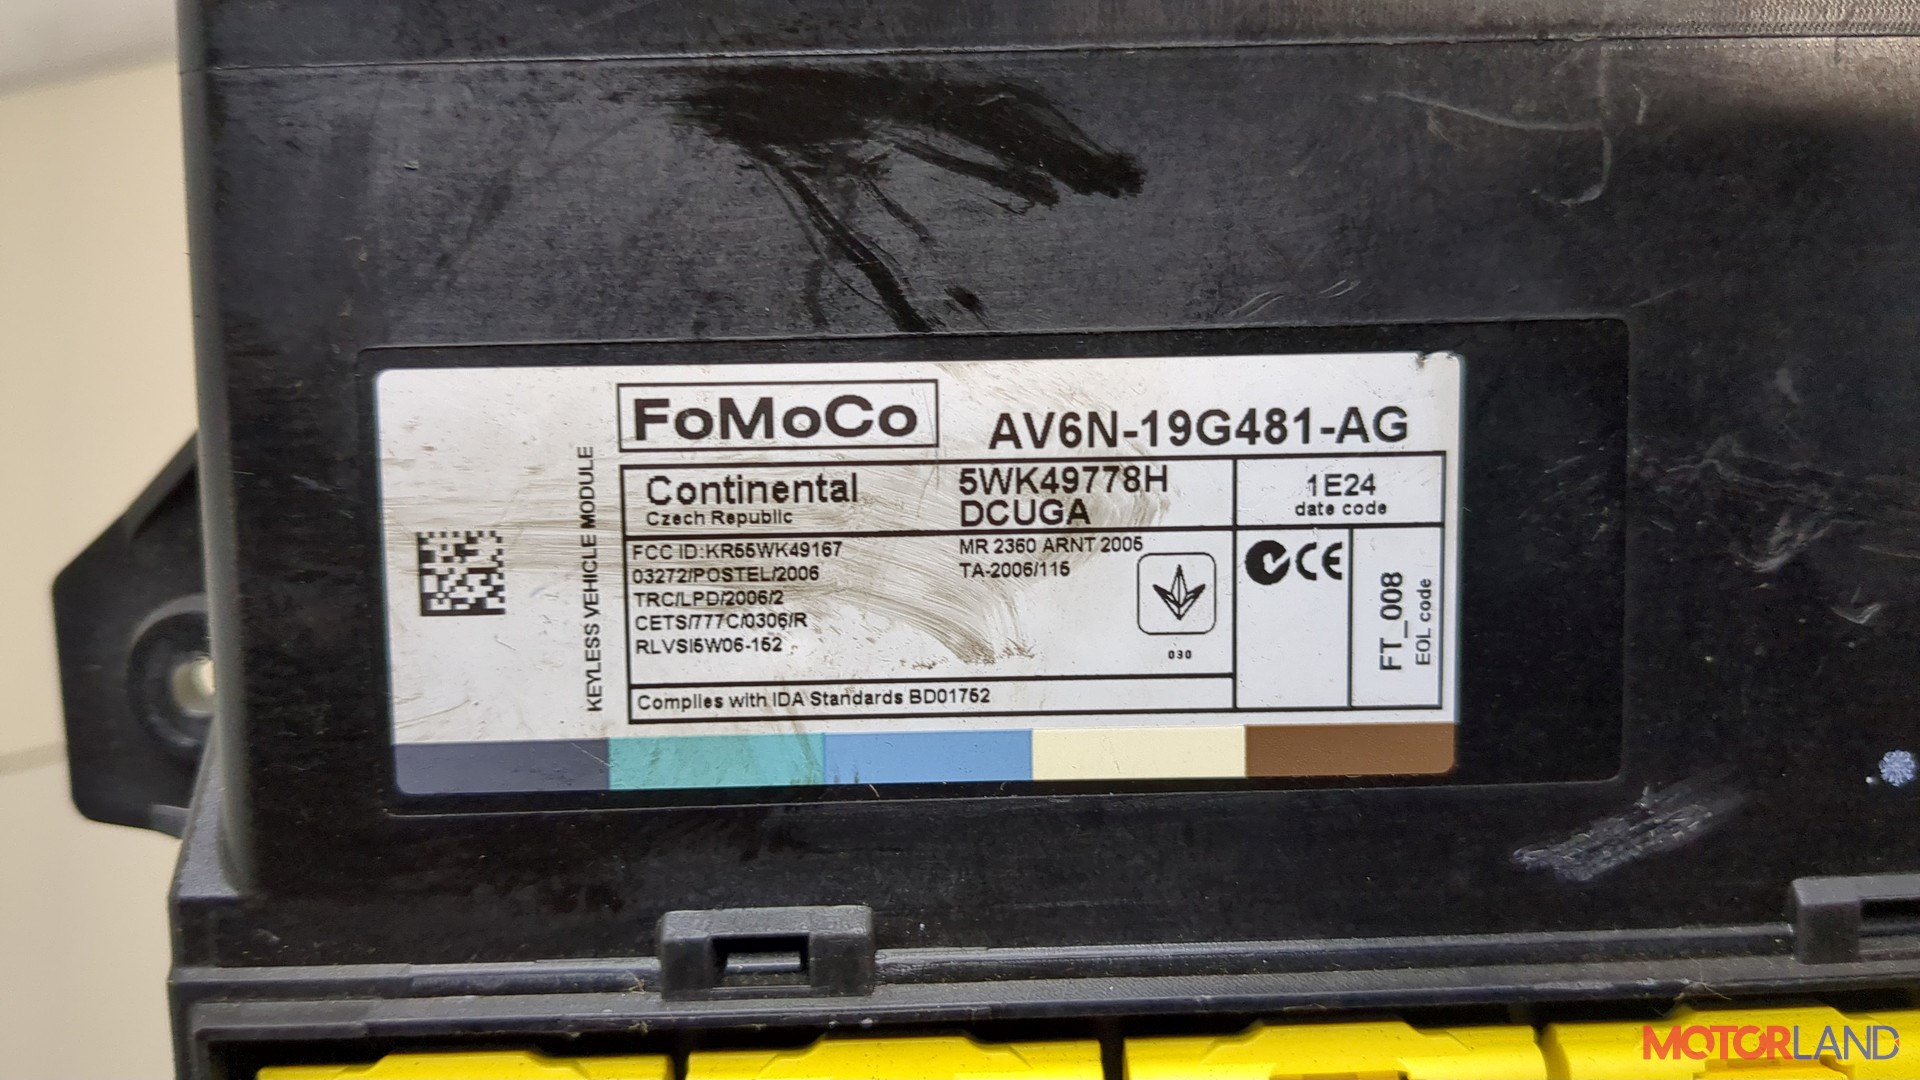 FoMoCo
AV6N-19G481-AG
KEYLESS VEHICLE MODULE
Continental
Czech Republic
5WK49778H
DCUGA
1E24
date code
FCC ID:KR55WK49167
03272/POSTEL/2006
TRC/LPD/2006/2
CETS/777C/0306/R
RLVSI5W06-152
MR 2360 ARNT 2005
TA-2006/115
030
CE
FT_008
EOL code
Complies with IDA Standards BD01752
MOTORLAND